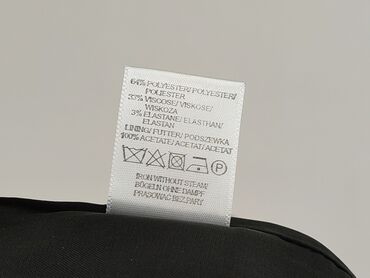 64% POLYESTER/ POLYESTER/
POLIESTER
33% VISCOSE/ VISKOSE/
WISKOZA
3% ELASTANE/ ELASTHAN/
ELASTAN
LINING/ FUTTER/ PODSZEWKA
100% ACETATE/ ACETAT/ ACETAT
P
IRON WITHOUT STEAM/
BÜGELN OHNE DAMPF/
PRASOWAĆ BEZ PARY